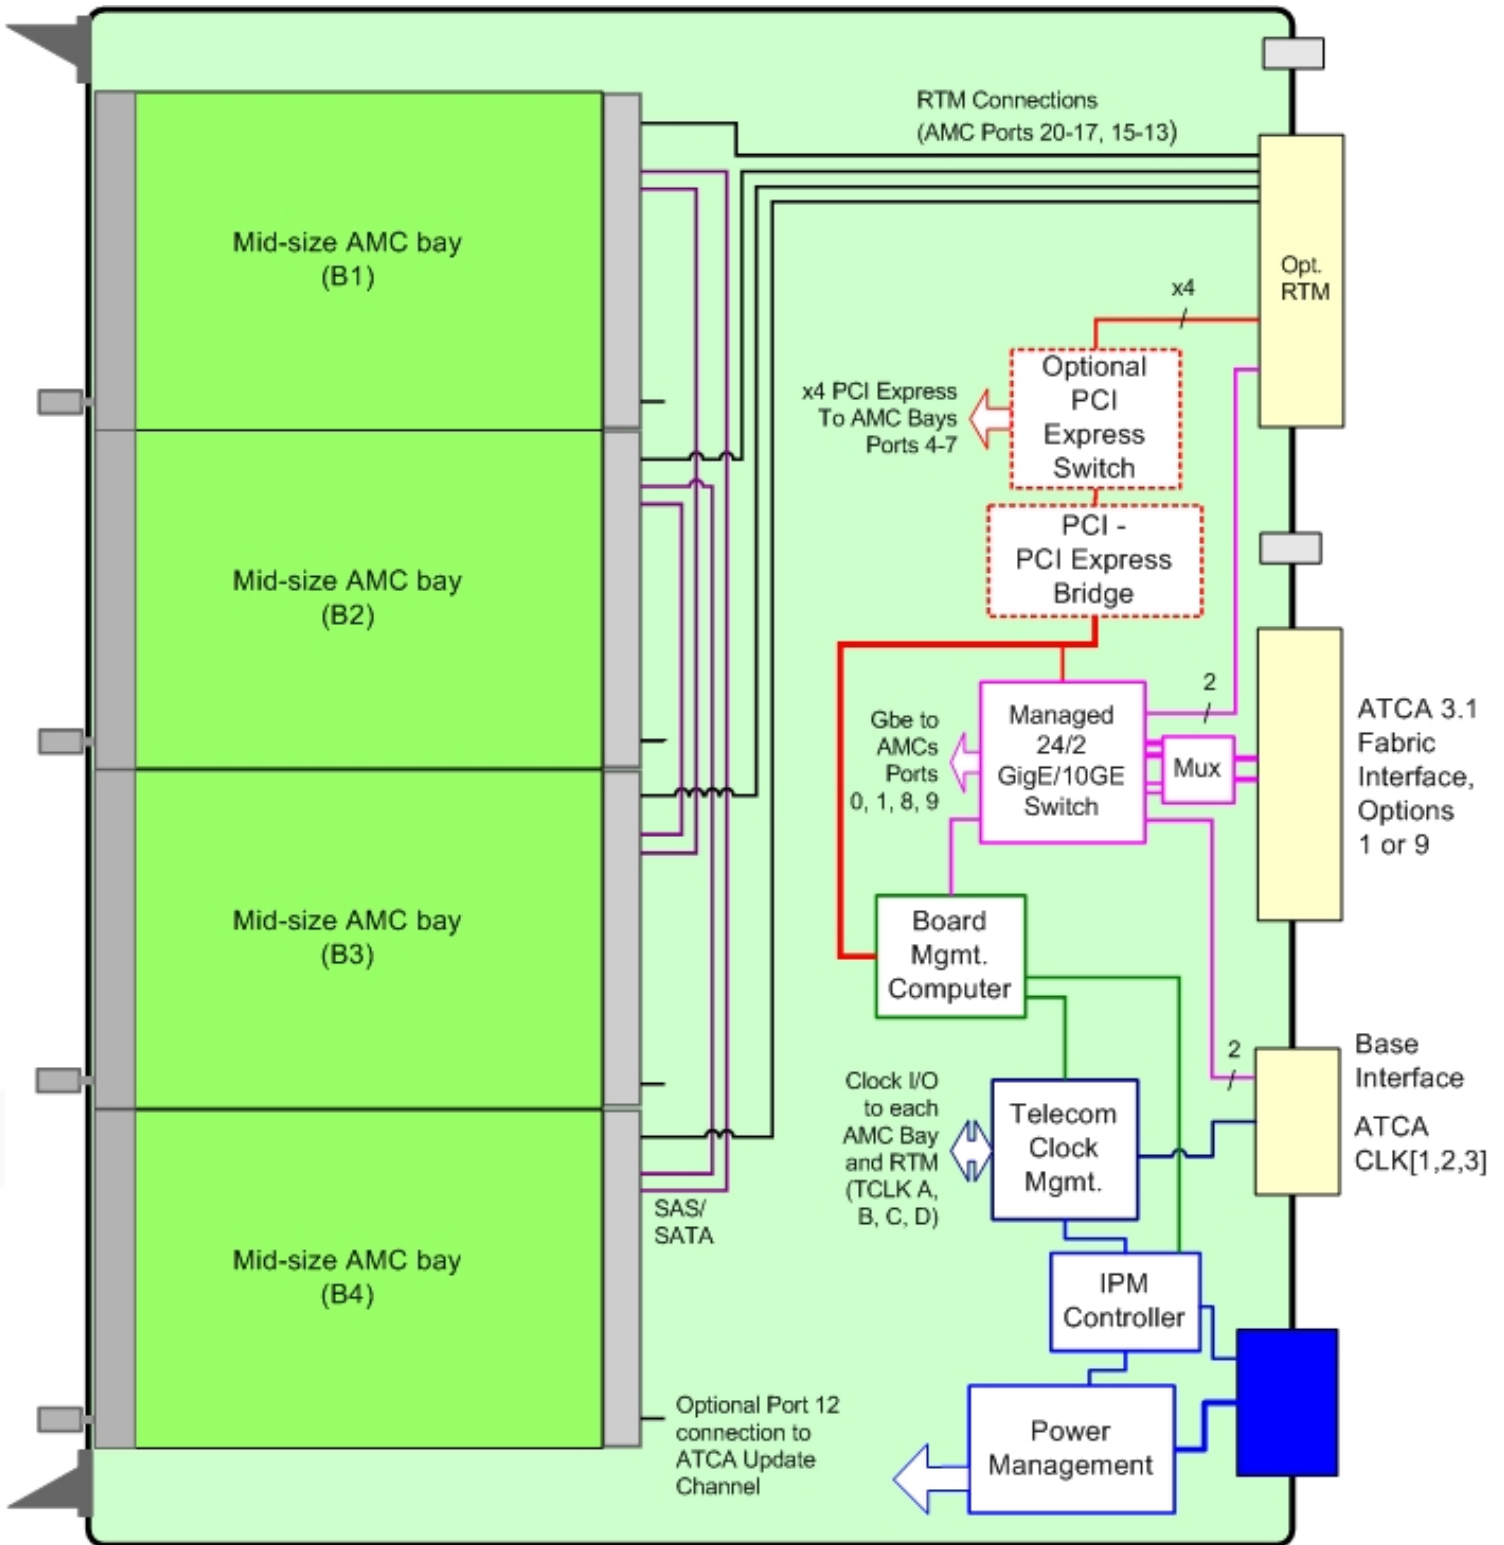 RTM Connections
(AMC Ports 20-17, 15-13)
Mid-size AMC bay
(B1)
Opt.
RTM
x4
Optional
PCI
Express
Switch
x4 PCI Express
To AMC Bays
Ports 4-7
PCI -
PCI Express
Bridge
Mid-size AMC bay
(B2)
2
Managed
24/2
GigE/10GE
Switch
Gbe to
AMCs
Ports
0, 1, 8, 9
Mux
ATCA 3.1
Fabric
Interface,
Options
1 or 9
Mid-size AMC bay
(B3)
Board
Mgmt.
Computer
2
Base
Interface
ATCA
CLK[1,2,3]
Clock I/O
to each
AMC Bay
and RTM
(TCLK A,
B, C, D)
Telecom
Clock
Mgmt.
SAS/
SATA
Mid-size AMC bay
(B4)
IPM
Controller
Optional Port 12
connection to
ATCA Update
Channel
Power
Management